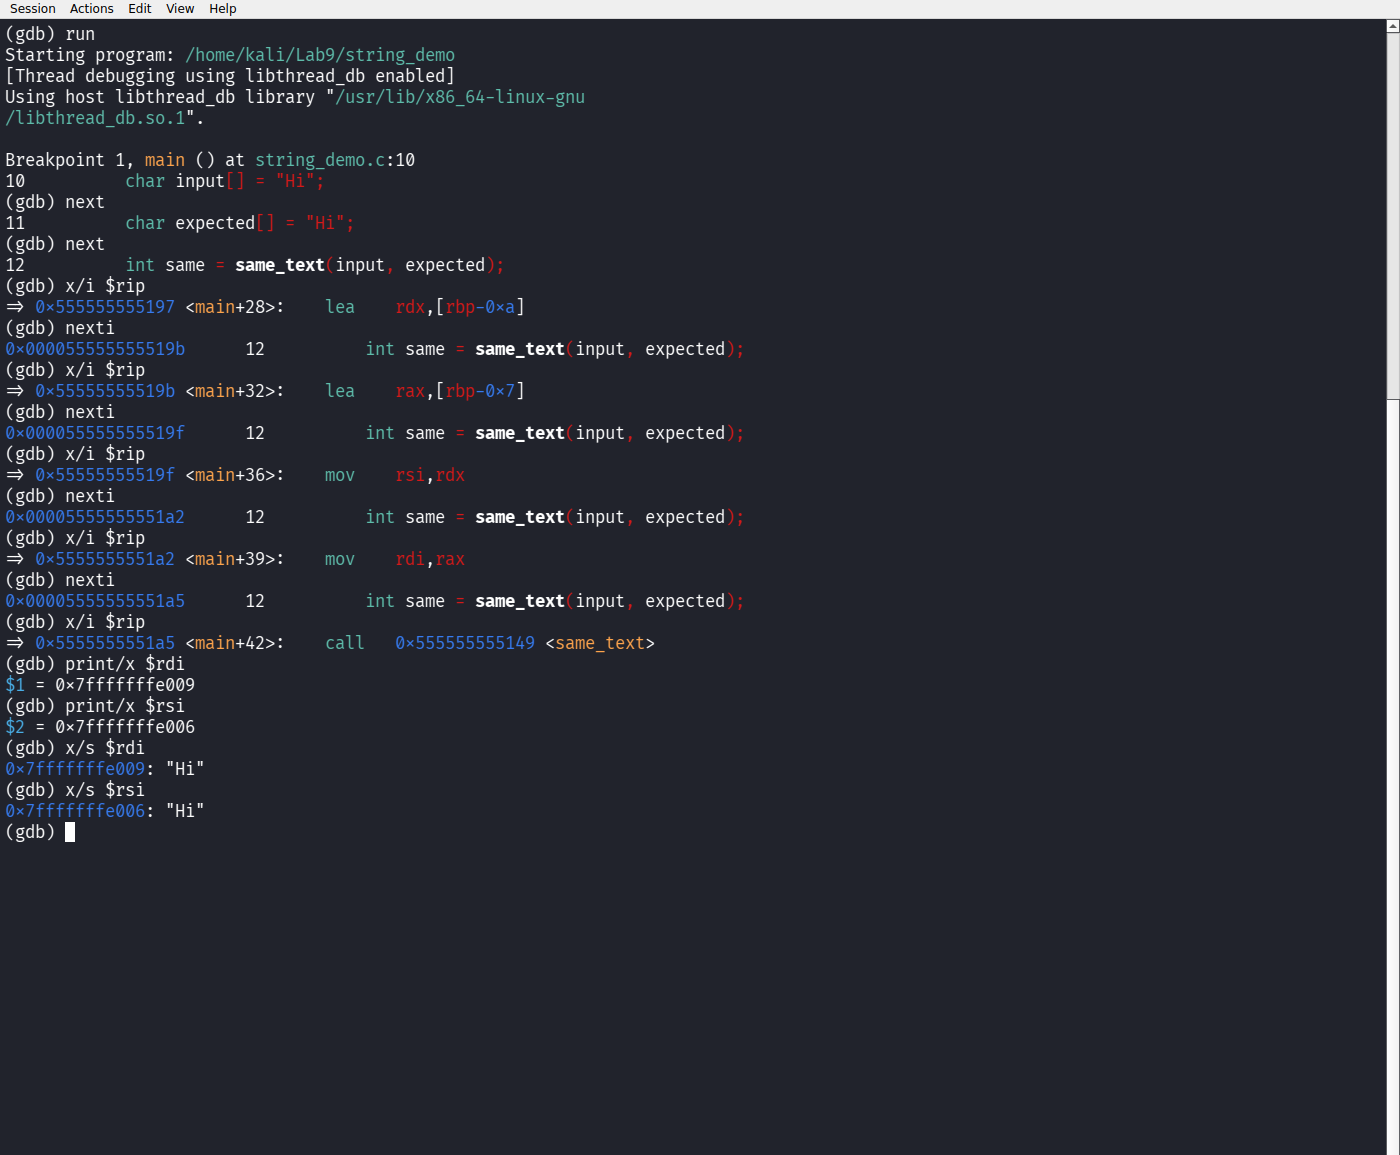 Session Actions Edit View Help
(gdb) run
Starting program: /home/kali/Lab9/string_demo
[Thread debugging using libthread_db enabled]
Using host libthread_db library "/usr/lib/x86_64-linux-gnu
/libthread_db.so.1".
Breakpoint 1, main () at string_demo.c:10
10          char input[] = "Hi";
(gdb) next
11          char expected[] = "Hi";
(gdb) next
12          int same = same_text(input, expected);
(gdb) x/i $rip
=> 0x555555555197 <main+28>:    lea    rdx,[rbp-0xa]
(gdb) nexti
0x000055555555519b      12          int same = same_text(input, expected);
(gdb) x/i $rip
=> 0x55555555519b <main+32>:    lea    rax,[rbp-0x7]
(gdb) nexti
0x000055555555519f      12          int same = same_text(input, expected);
(gdb) x/i $rip
=> 0x55555555519f <main+36>:    mov    rsi,rdx
(gdb) nexti
0x00005555555551a2      12          int same = same_text(input, expected);
(gdb) x/i $rip
=> 0x5555555551a2 <main+39>:    mov    rdi,rax
(gdb) nexti
0x00005555555551a5      12          int same = same_text(input, expected);
(gdb) x/i $rip
=> 0x5555555551a5 <main+42>:    call   0x555555555149 <same_text>
(gdb) print/x $rdi
$1 = 0x7fffffffe009
(gdb) print/x $rsi
$2 = 0x7fffffffe006
(gdb) x/s $rdi
0x7fffffffe009: "Hi"
(gdb) x/s $rsi
0x7fffffffe006: "Hi"
(gdb)